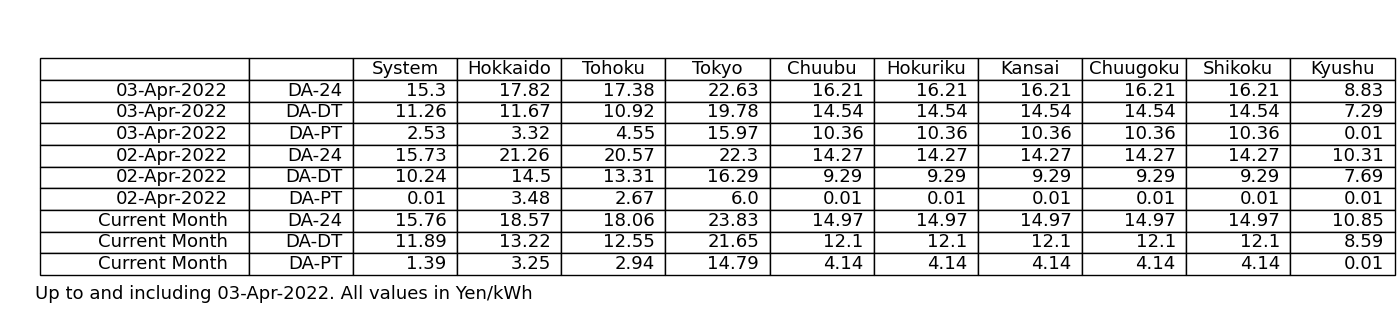 System Hokkaido Tohoku Tokyo Chuubu Hokuriku Kansai Chuugoku Shikoku Kyushu
03-Apr-2022 DA-24 15.3 17.82 17.38 22.63 16.21 16.21 16.21 16.21 16.21 8.83
03-Apr-2022 DA-DT 11.26 11.67 10.92 19.78 14.54 14.54 14.54 14.54 14.54 7.29
03-Apr-2022 DA-PT 2.53 3.32 4.55 15.97 10.36 10.36 10.36 10.36 10.36 0.01
02-Apr-2022 DA-24 15.73 21.26 20.57 22.3 14.27 14.27 14.27 14.27 14.27 10.31
02-Apr-2022 DA-DT 10.24 14.5 13.31 16.29 9.29 9.29 9.29 9.29 9.29 7.69
02-Apr-2022 DA-PT 0.01 3.48 2.67 6.0 0.01 0.01 0.01 0.01 0.01 0.01
Current Month DA-24 15.76 18.57 18.06 23.83 14.97 14.97 14.97 14.97 14.97 10.85
Current Month DA-DT 11.89 13.22 12.55 21.65 12.1 12.1 12.1 12.1 12.1 8.59
Current Month DA-PT 1.39 3.25 2.94 14.79 4.14 4.14 4.14 4.14 4.14 0.01
Up to and including 03-Apr-2022. All values in Yen/kWh